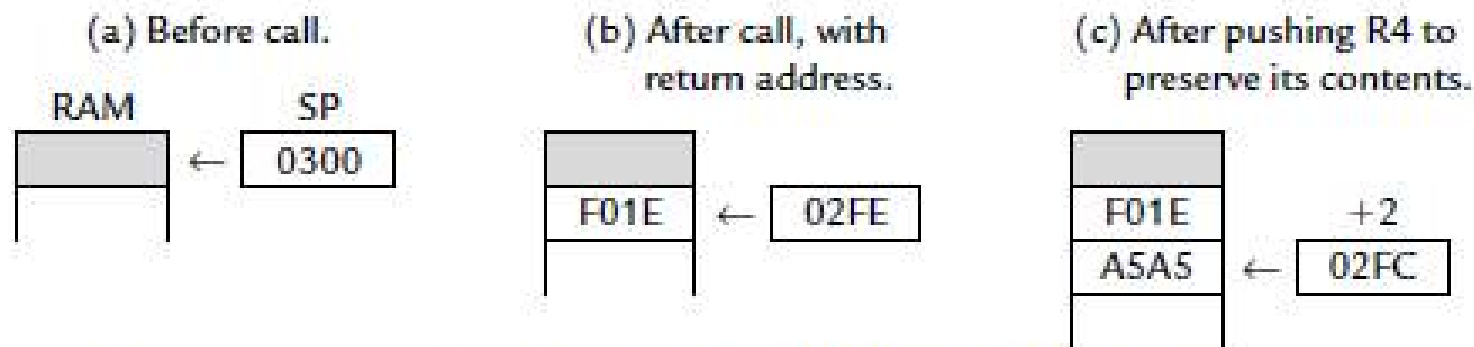 (a) Before call.
RAM SP
← 0300
(b) After call, with
return address.
F01E ← 02FE
(c) After pushing R4 to
preserve its contents.
F01E +2
A5A5 ← 02FC